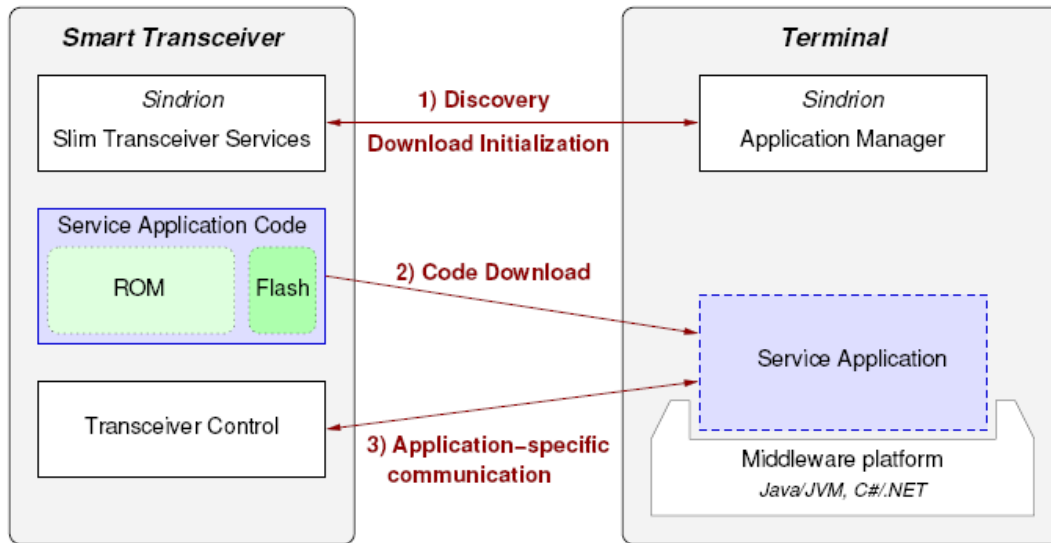 Smart Transceiver
Sindrion
Slim Transceiver Services
Service Application Code
ROM
Flash
Transceiver Control
1) Discovery
Download Initialization
2) Code Download
3) Application−specific
communication
Terminal
Sindrion
Application Manager
Service Application
Middleware platform
Java/JVM, C#/.NET